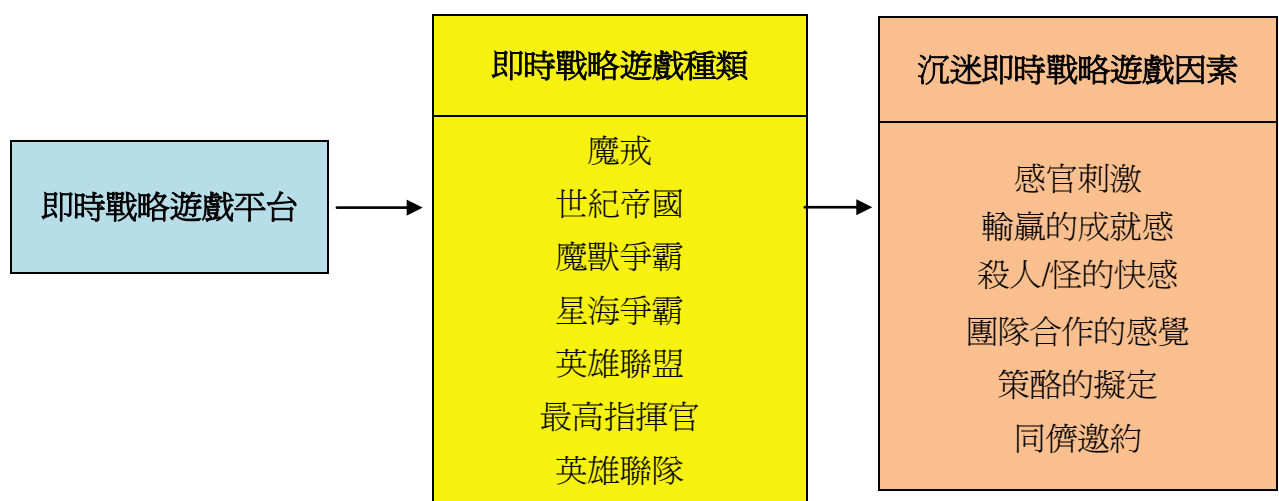 即時戰略遊戲平台
即時戰略遊戲種類
魔戒
世紀帝國
魔獸爭霸
星海爭霸
英雄聯盟
最高指揮官
英雄聯隊
沉迷即時戰略遊戲因素
感官刺激
輸贏的成就感
殺人/怪的快感
團隊合作的感覺
策酪的擬定
同儕邀約